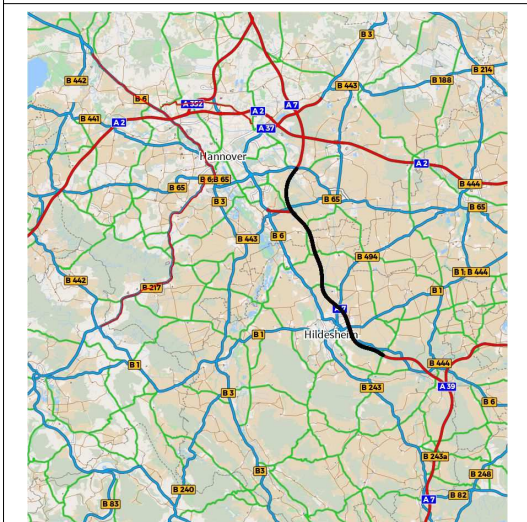 B 3
B 214
B 442
B 188
B 443
B 6
A 352
A 7
A 2
B 441
A 2
A 37
Hannover
A 2
B 6
B 65
B 65
B 444
B 3
B 65
B 65
B 443
B 6
B 494
B 1
B 444
B 442
B 217
B 1
A 7
Hildesheim
B 1
B 1
B 444
B 243
A 39
B 3
B 6
B 243a
B3
B 248
B 240
B 83
A 7
B 82